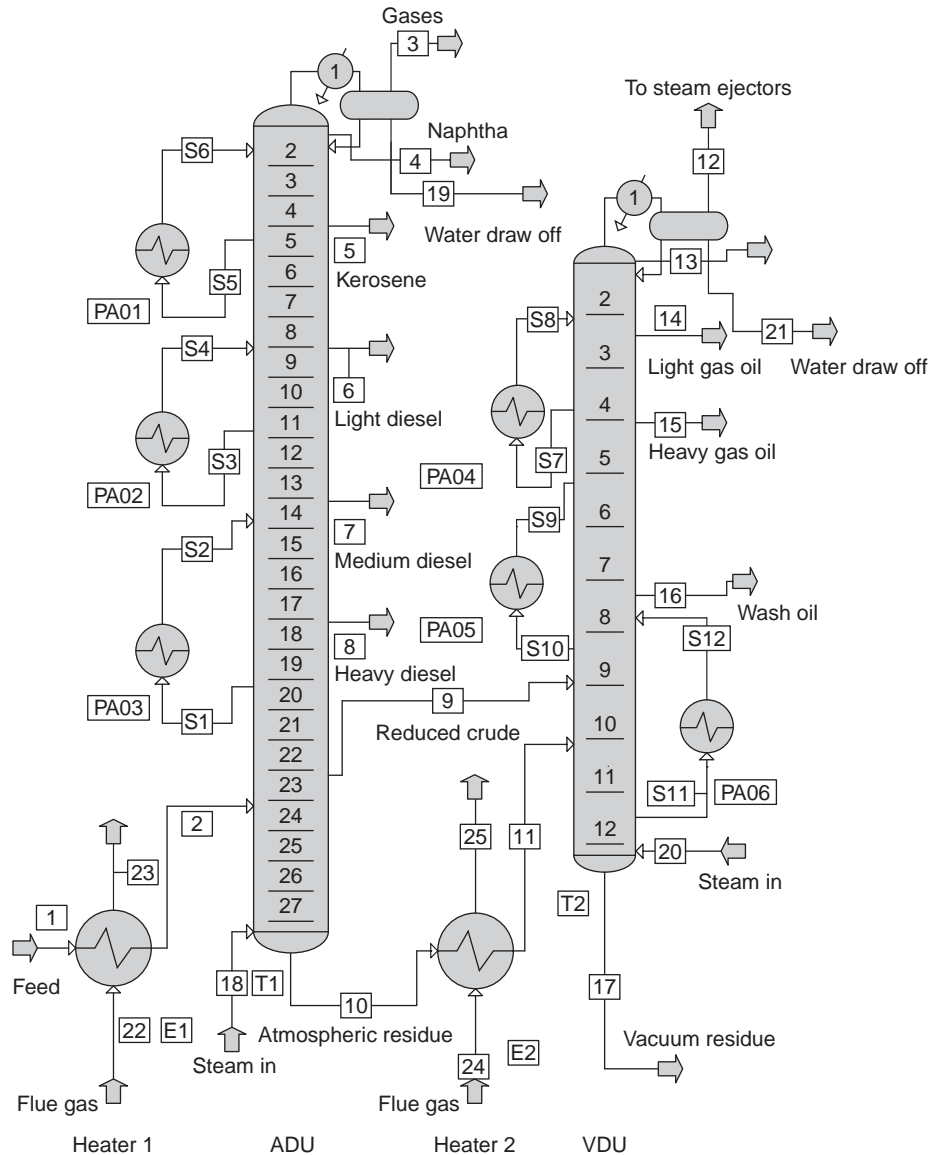 Gases
3
1
To steam ejectors
Naphtha
S6
2
4
12
3
19
1
4
Water draw off
5
5
S5
6
Kerosene
13
PA01
7
2
14
S8
21
S4
8
3
Light gas oil
Water draw off
9
6
10
Light diesel
4
15
11
S3
S7
Heavy gas oil
PA02
12
PA04
5
13
14
7
S9
6
S2
15
Medium diesel
16
7
17
16
Wash oil
18
8
PA05
8
S12
S10
19
Heavy diesel
9
PA03
S1
20
9
21
Reduced crude
10
22
23
11
S11
PA06
2
24
25
11
12
25
20
23
26
Steam in
27
T2
1
Feed
18
T1
10
17
22
E1
Atmospheric residue
Vacuum residue
Steam in
24
E2
Flue gas
Flue gas
Heater 1
ADU
Heater 2
VDU